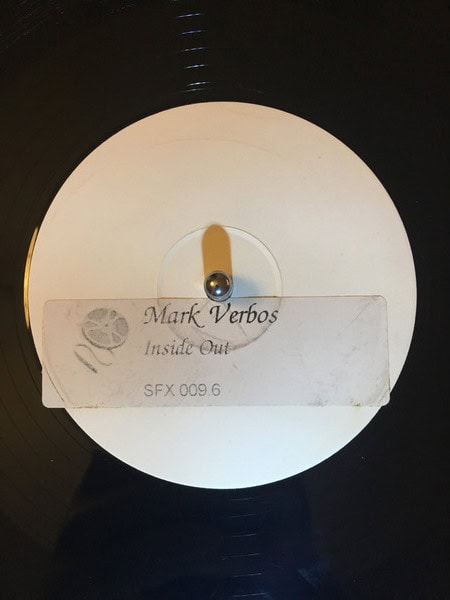 Mark Verbos
Inside Out
SFX 009.6